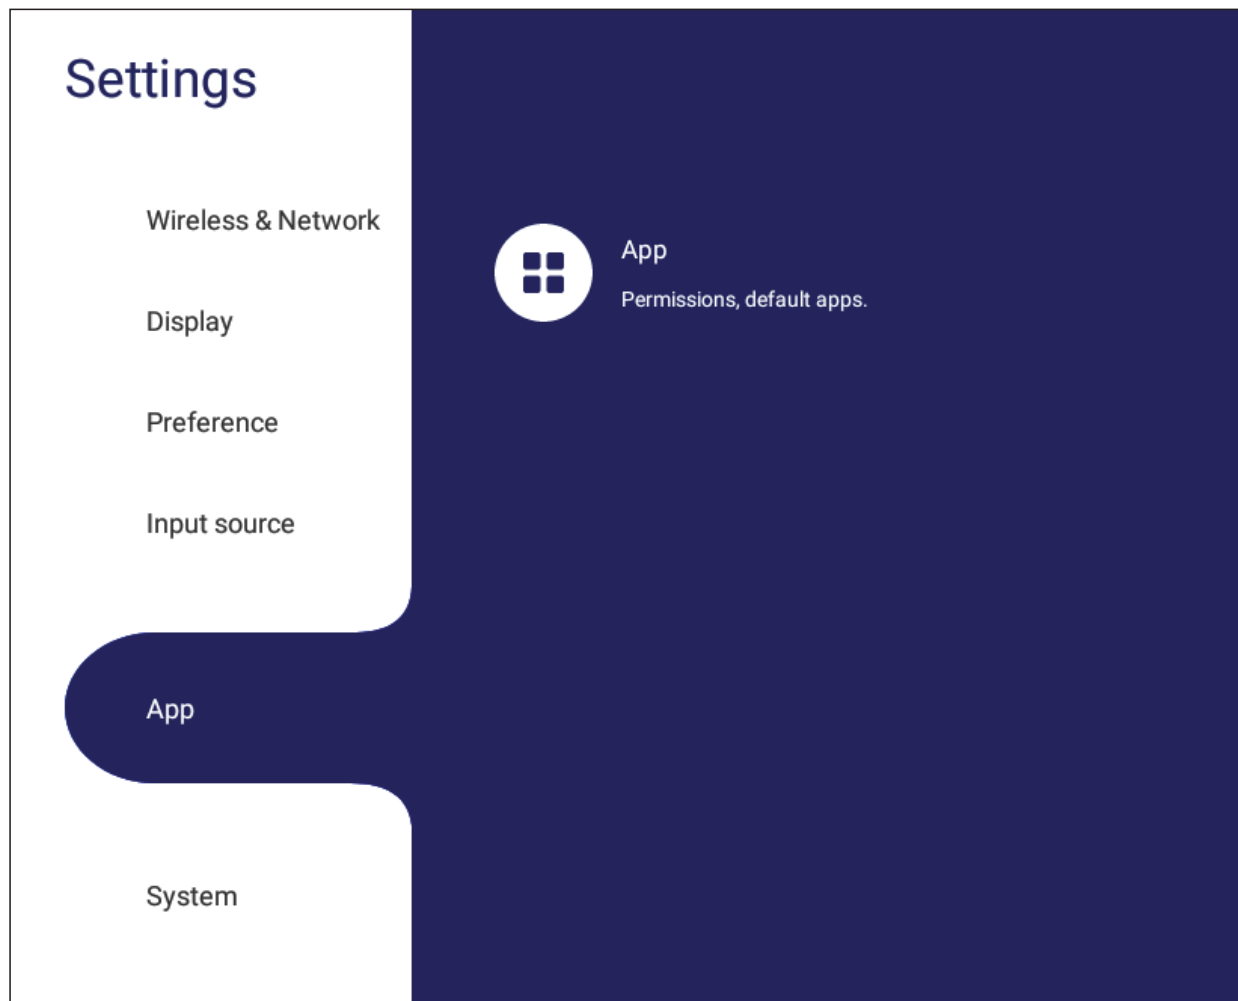 Settings
Wireless & Network
Display
Preference
Input source
App
System
App
Permissions, default apps.